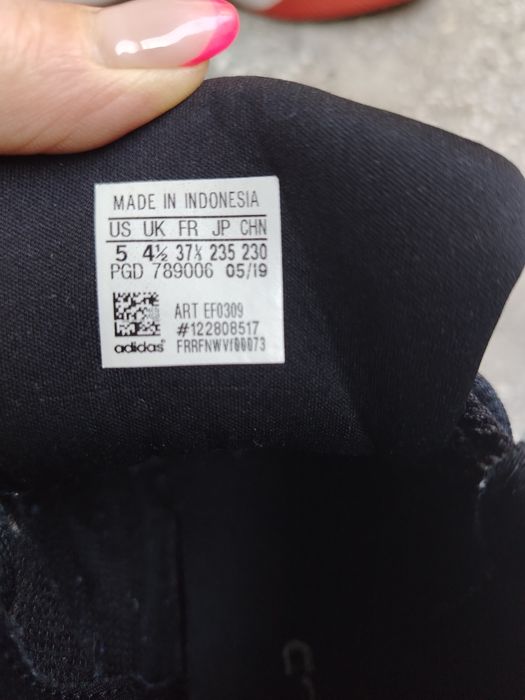 MADE IN INDONESIA
US UK FR JP CHN
5 4½ 37⅓ 235 230
PGD 789006 05/19
ART EF0309
#122808517
adidas FRRFNWVf00073